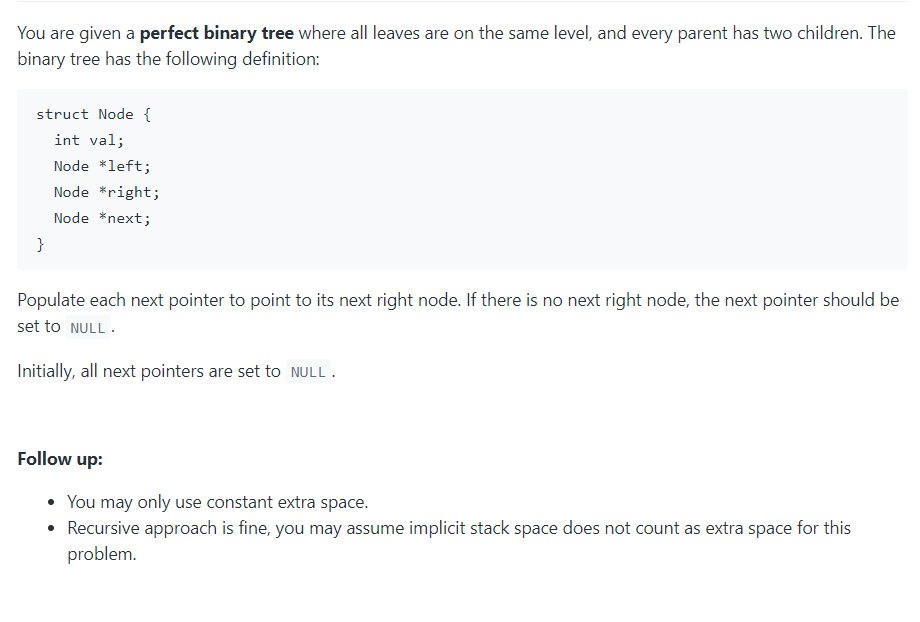 You are given a perfect binary tree where all leaves are on the same level, and every parent has two children. The
binary tree has the following definition:
struct Node {
int val;
Node *left;
Node *right;
Node *next;
}
Populate each next pointer to point to its next right node. If there is no next right node, the next pointer should be
set to NULL .
Initially, all next pointers are set to NULL .
Follow up:
• You may only use constant extra space.
• Recursive approach is fine, you may assume implicit stack space does not count as extra space for this
problem.